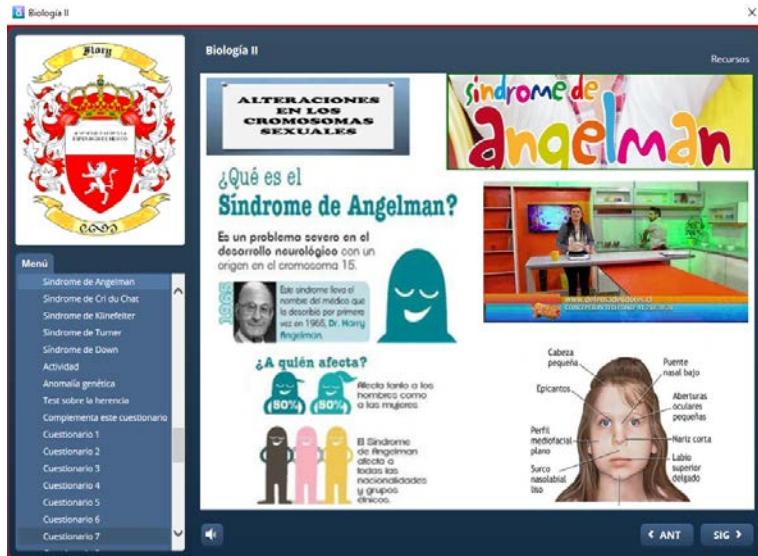 Biología II
Biología II
Recursos
Flory
Menú
Sindrome de Angelman
Sindrome de Cri du Chat
Sindrome de Klinefelter
Sindrome de Turner
Síndrome de Down
Actividad
Anomalía genética
Test sobre la herencia
Complementa este cuestionario
Cuestionario 1
Cuestionario 2
Cuestionario 3
Cuestionario 4
Cuestionario 5
Cuestionario 6
Cuestionario 7
ALTERACIONES
EN LOS
CROMOSOMAS
SEXUALES
síndrome de
angelman
¿Qué es el
Síndrome de Angelman?
Es un problema severo en el
desarrollo neurológico con un
origen en el cromosoma 15.
1965
Este síndrome lleva el
nombre del médico que
lo describió por primera
vez en 1965, Dr. Harry
Angelman.
¿A quién afecta?
50%
50%
Afecta tanto a los
hombres como
a las mujeres
El Síndrome
de Angelman
afecta a
todas las
nacionalidades
y grupos
étnicos.
Cabeza
pequeña
Puente
nasal bajo
Epicantos
Aberturas
oculares
pequeñas
Perfil
mediofacial
plano
Nariz corta
Surco
nasolabial
liso
Labio
superior
delgado
ANT
SIG